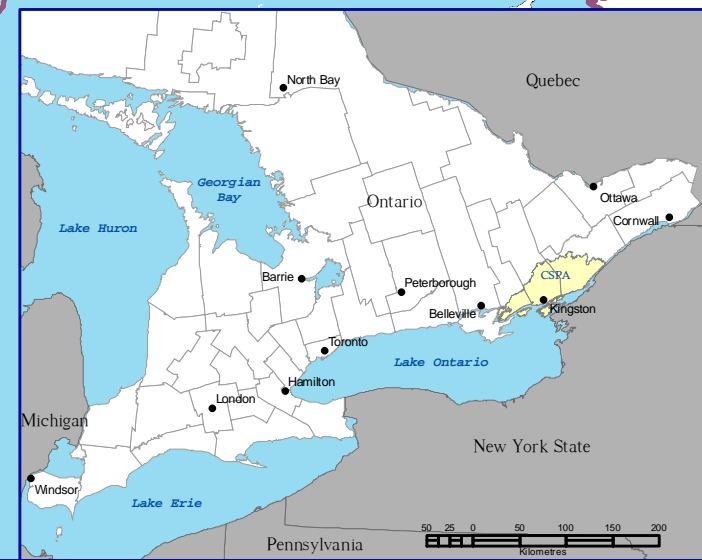 North Bay
Quebec
Georgian
Bay
Ontario
Ottawa
Lake Huron
Cornwall
Barrie
CSPA
Peterborough
Belleville
Kingston
Toronto
Lake Ontario
Hamilton
London
Michigan
New York State
Windsor
Lake Erie
Pennsylvania
50 25 0 50 100 150 200
Kilometres